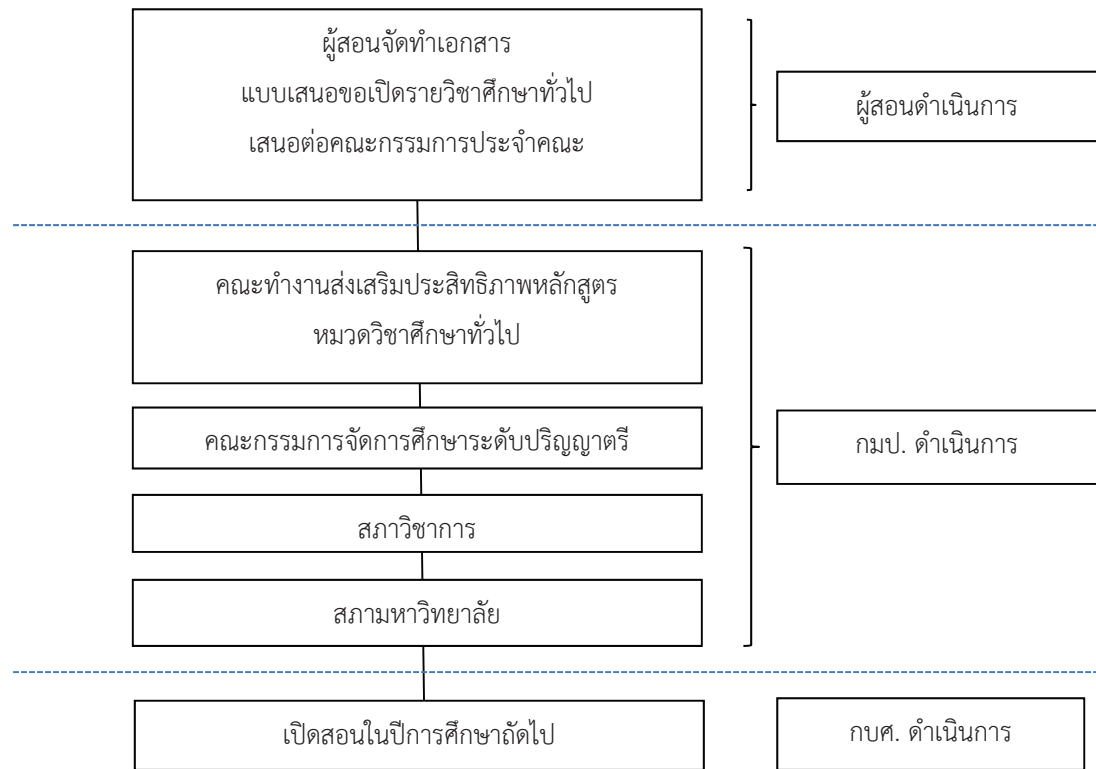 ผู้สอนจัดทำเอกสาร
แบบเสนอขอเปิดรายวิชาศึกษาทั่วไป
เสนอต่อคณะกรรมการประจำคณะ
ผู้สอนดำเนินการ
คณะทำงานส่งเสริมประสิทธิภาพหลักสูตร
หมวดวิชาศึกษาทั่วไป
คณะกรรมการจัดการศึกษาระดับปริญญาตรี
สภาวิชาการ
สภามหาวิทยาลัย
กมป. ดำเนินการ
เปิดสอนในปีการศึกษาถัดไป
กบศ. ดำเนินการ